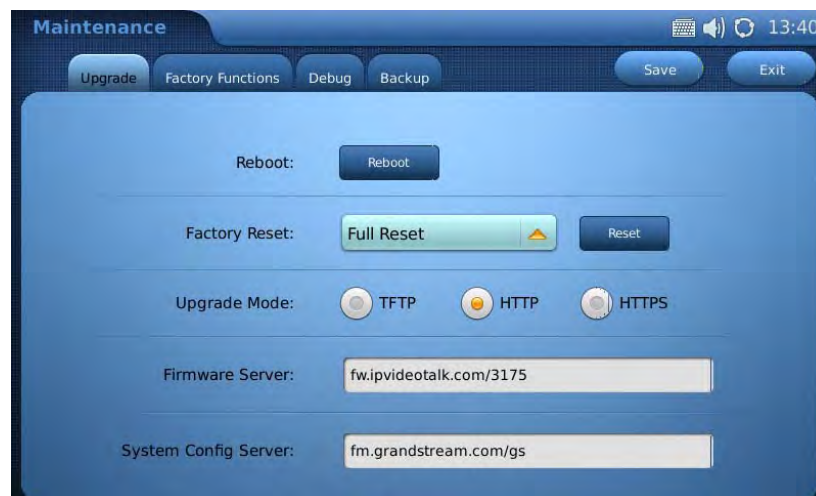 Maintenance 13:40
Upgrade Factory Functions Debug Backup Save Exit
Reboot: Reboot
Factory Reset: Full Reset Reset
Upgrade Mode: TFTP HTTP HTTPS
Firmware Server: fw.ipvideotalk.com/3175
System Config Server: fm.grandstream.com/gs